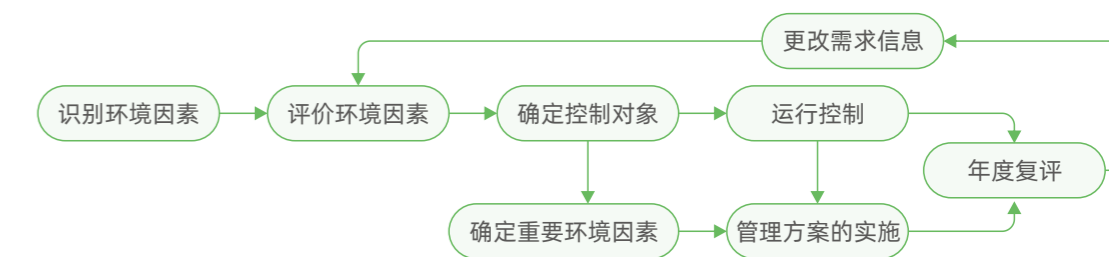 更改需求信息
识别环境因素
评价环境因素
确定控制对象
运行控制
年度复评
确定重要环境因素
管理方案的实施